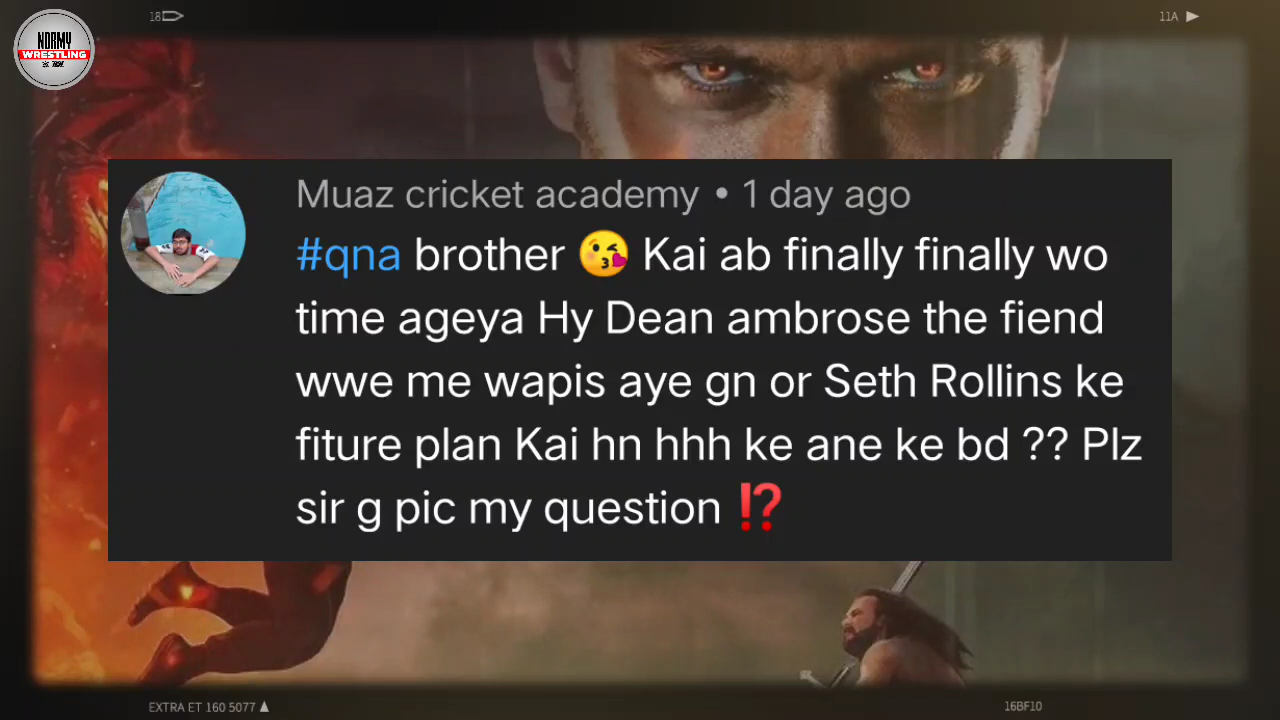 18
11A
NORMY
WRESTLING
Muaz cricket academy • 1 day ago
#qna brother 😘 Kai ab finally finally wo
time ageya Hy Dean ambrose the fiend
wwe me wapis aye gn or Seth Rollins ke
fiture plan Kai hn hhh ke ane ke bd ?? Plz
sir g pic my question ⁉️
EXTRA ET 160 5077
16BF10